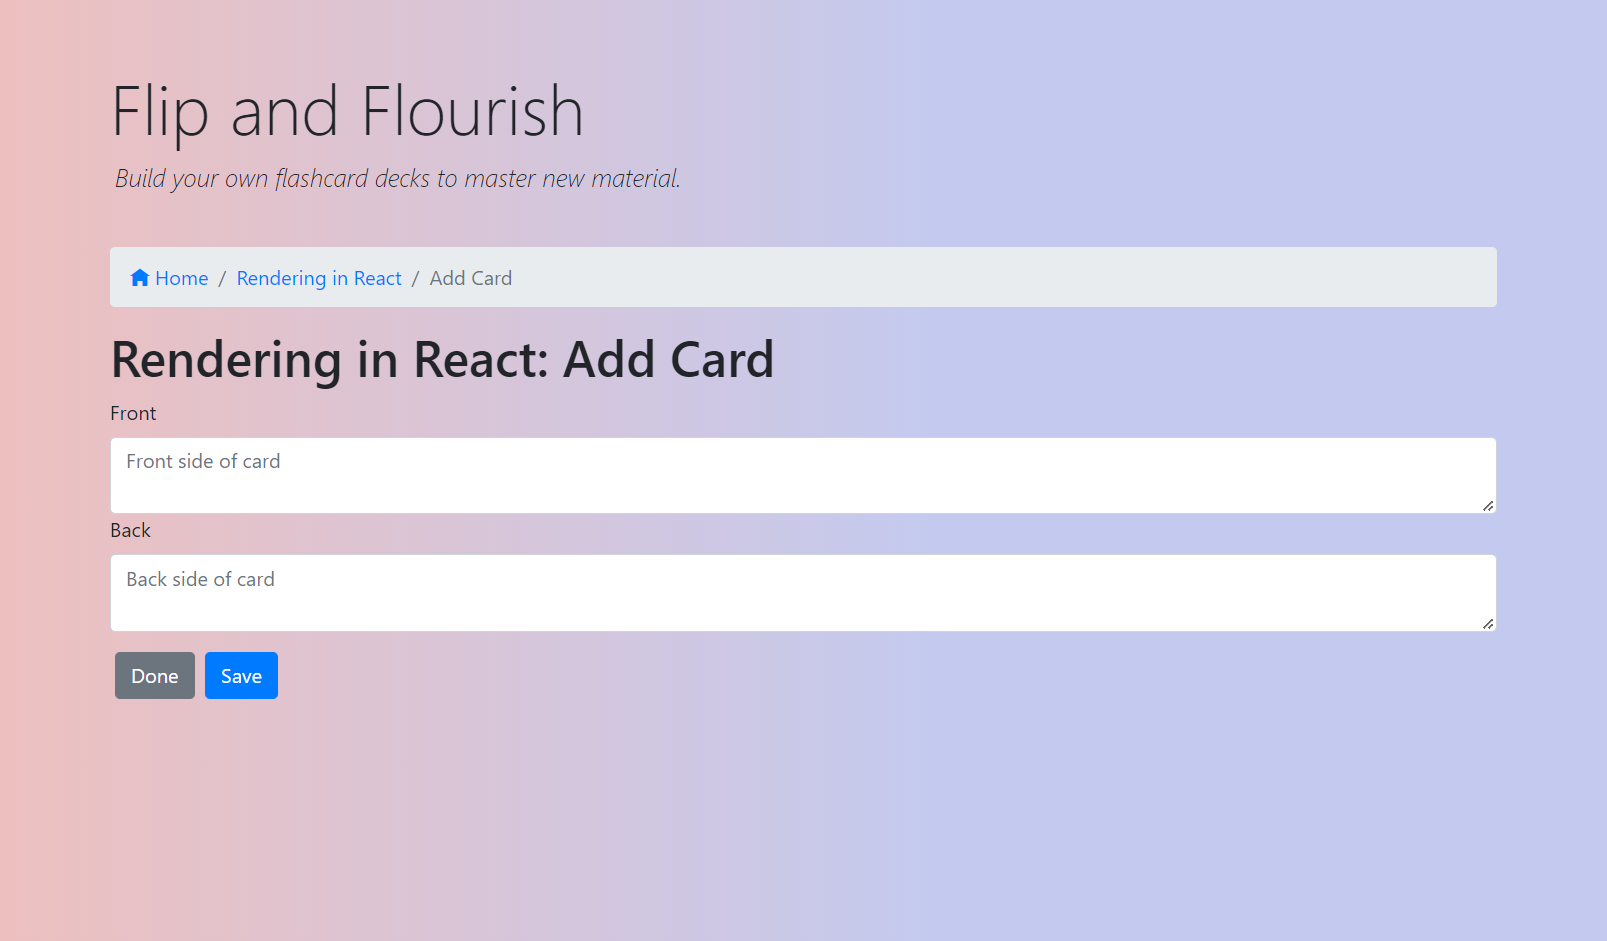 Flip and Flourish
Build your own flashcard decks to master new material.
Home / Rendering in React / Add Card
Rendering in React: Add Card
Front
Front side of card
Back
Back side of card
Done Save